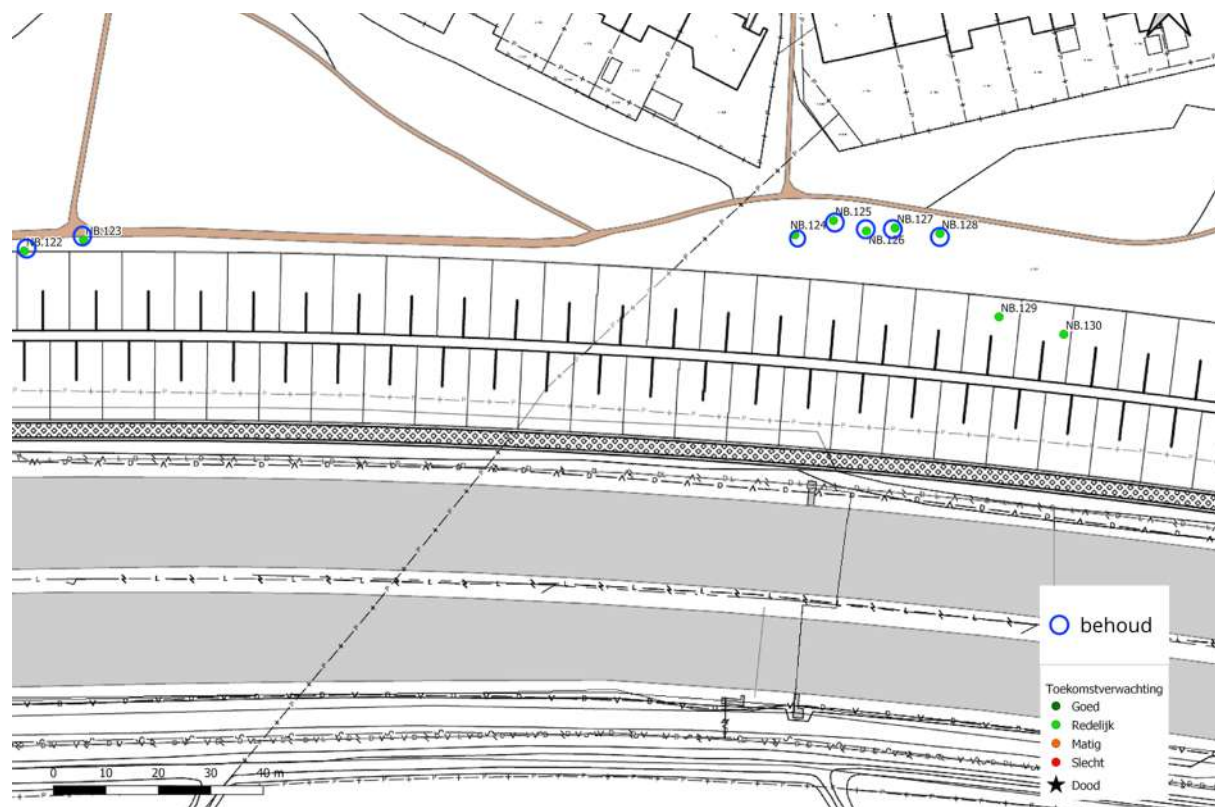 NB.125
NB.127
NB.123
NB.124
NB.128
NB.122
NB.126
NB.129
NB.130
behoud
Toekomstverwachting
Goed
Redelijk
Matig
Slecht
Dood
0 10 20 30 40 m